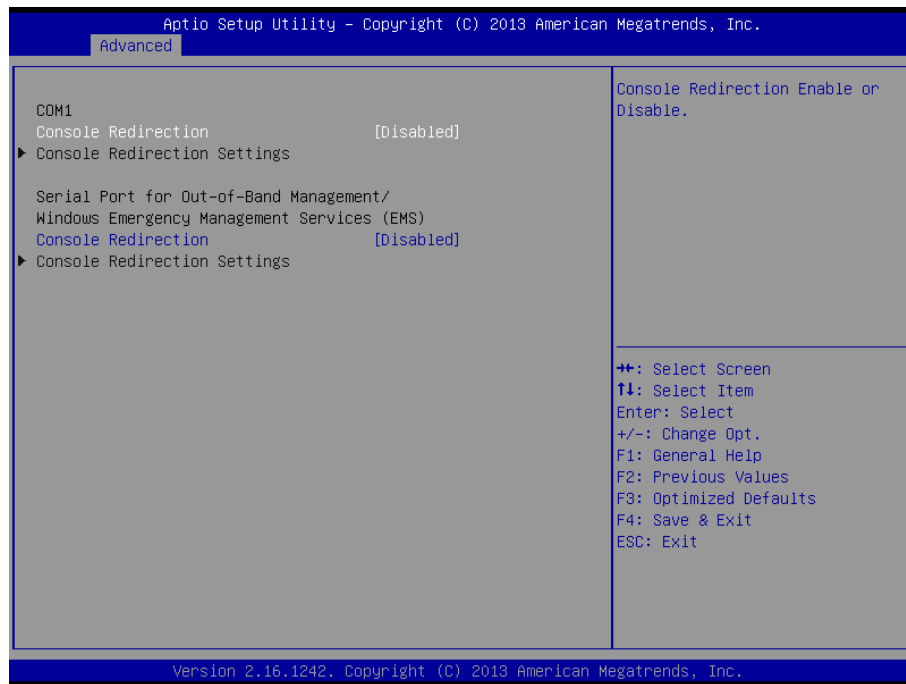 Aptio Setup Utility – Copyright (C) 2013 American Megatrends, Inc.
Advanced
COM1
Console Redirection [Disabled]
▶ Console Redirection Settings
Serial Port for Out-of-Band Management/
Windows Emergency Management Services (EMS)
Console Redirection [Disabled]
▶ Console Redirection Settings
Console Redirection Enable or
Disable.
→←: Select Screen
↑↓: Select Item
Enter: Select
+/-: Change Opt.
F1: General Help
F2: Previous Values
F3: Optimized Defaults
F4: Save & Exit
ESC: Exit
Version 2.16.1242. Copyright (C) 2013 American Megatrends, Inc.